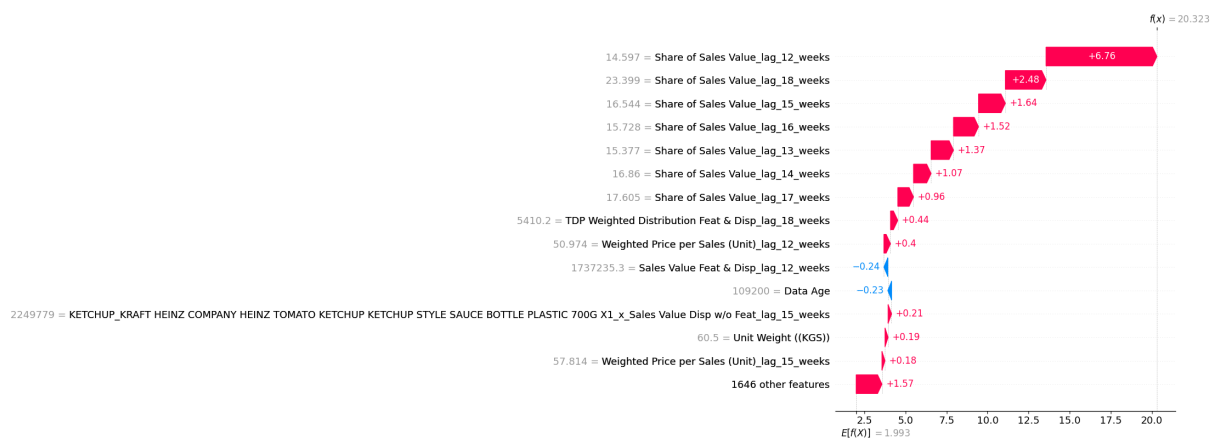 f(x) = 20.323
14.597 = Share of Sales Value_lag_12_weeks +6.76
23.399 = Share of Sales Value_lag_18_weeks +2.48
16.544 = Share of Sales Value_lag_15_weeks +1.64
15.728 = Share of Sales Value_lag_16_weeks +1.52
15.377 = Share of Sales Value_lag_13_weeks +1.37
16.86 = Share of Sales Value_lag_14_weeks +1.07
17.605 = Share of Sales Value_lag_17_weeks +0.96
5410.2 = TDP Weighted Distribution Feat & Disp_lag_18_weeks +0.44
50.974 = Weighted Price per Sales (Unit)_lag_12_weeks +0.4
1737235.3 = Sales Value Feat & Disp_lag_12_weeks −0.24
109200 = Data Age −0.23
2249779 = KETCHUP_KRAFT HEINZ COMPANY HEINZ TOMATO KETCHUP KETCHUP STYLE SAUCE BOTTLE PLASTIC 700G X1_x_Sales Value Disp w/o Feat_lag_15_weeks +0.21
60.5 = Unit Weight ((KGS)) +0.19
57.814 = Weighted Price per Sales (Unit)_lag_15_weeks +0.18
1646 other features +1.57
2.5 5.0 7.5 10.0 12.5 15.0 17.5 20.0
E[f(X)] = 1.993